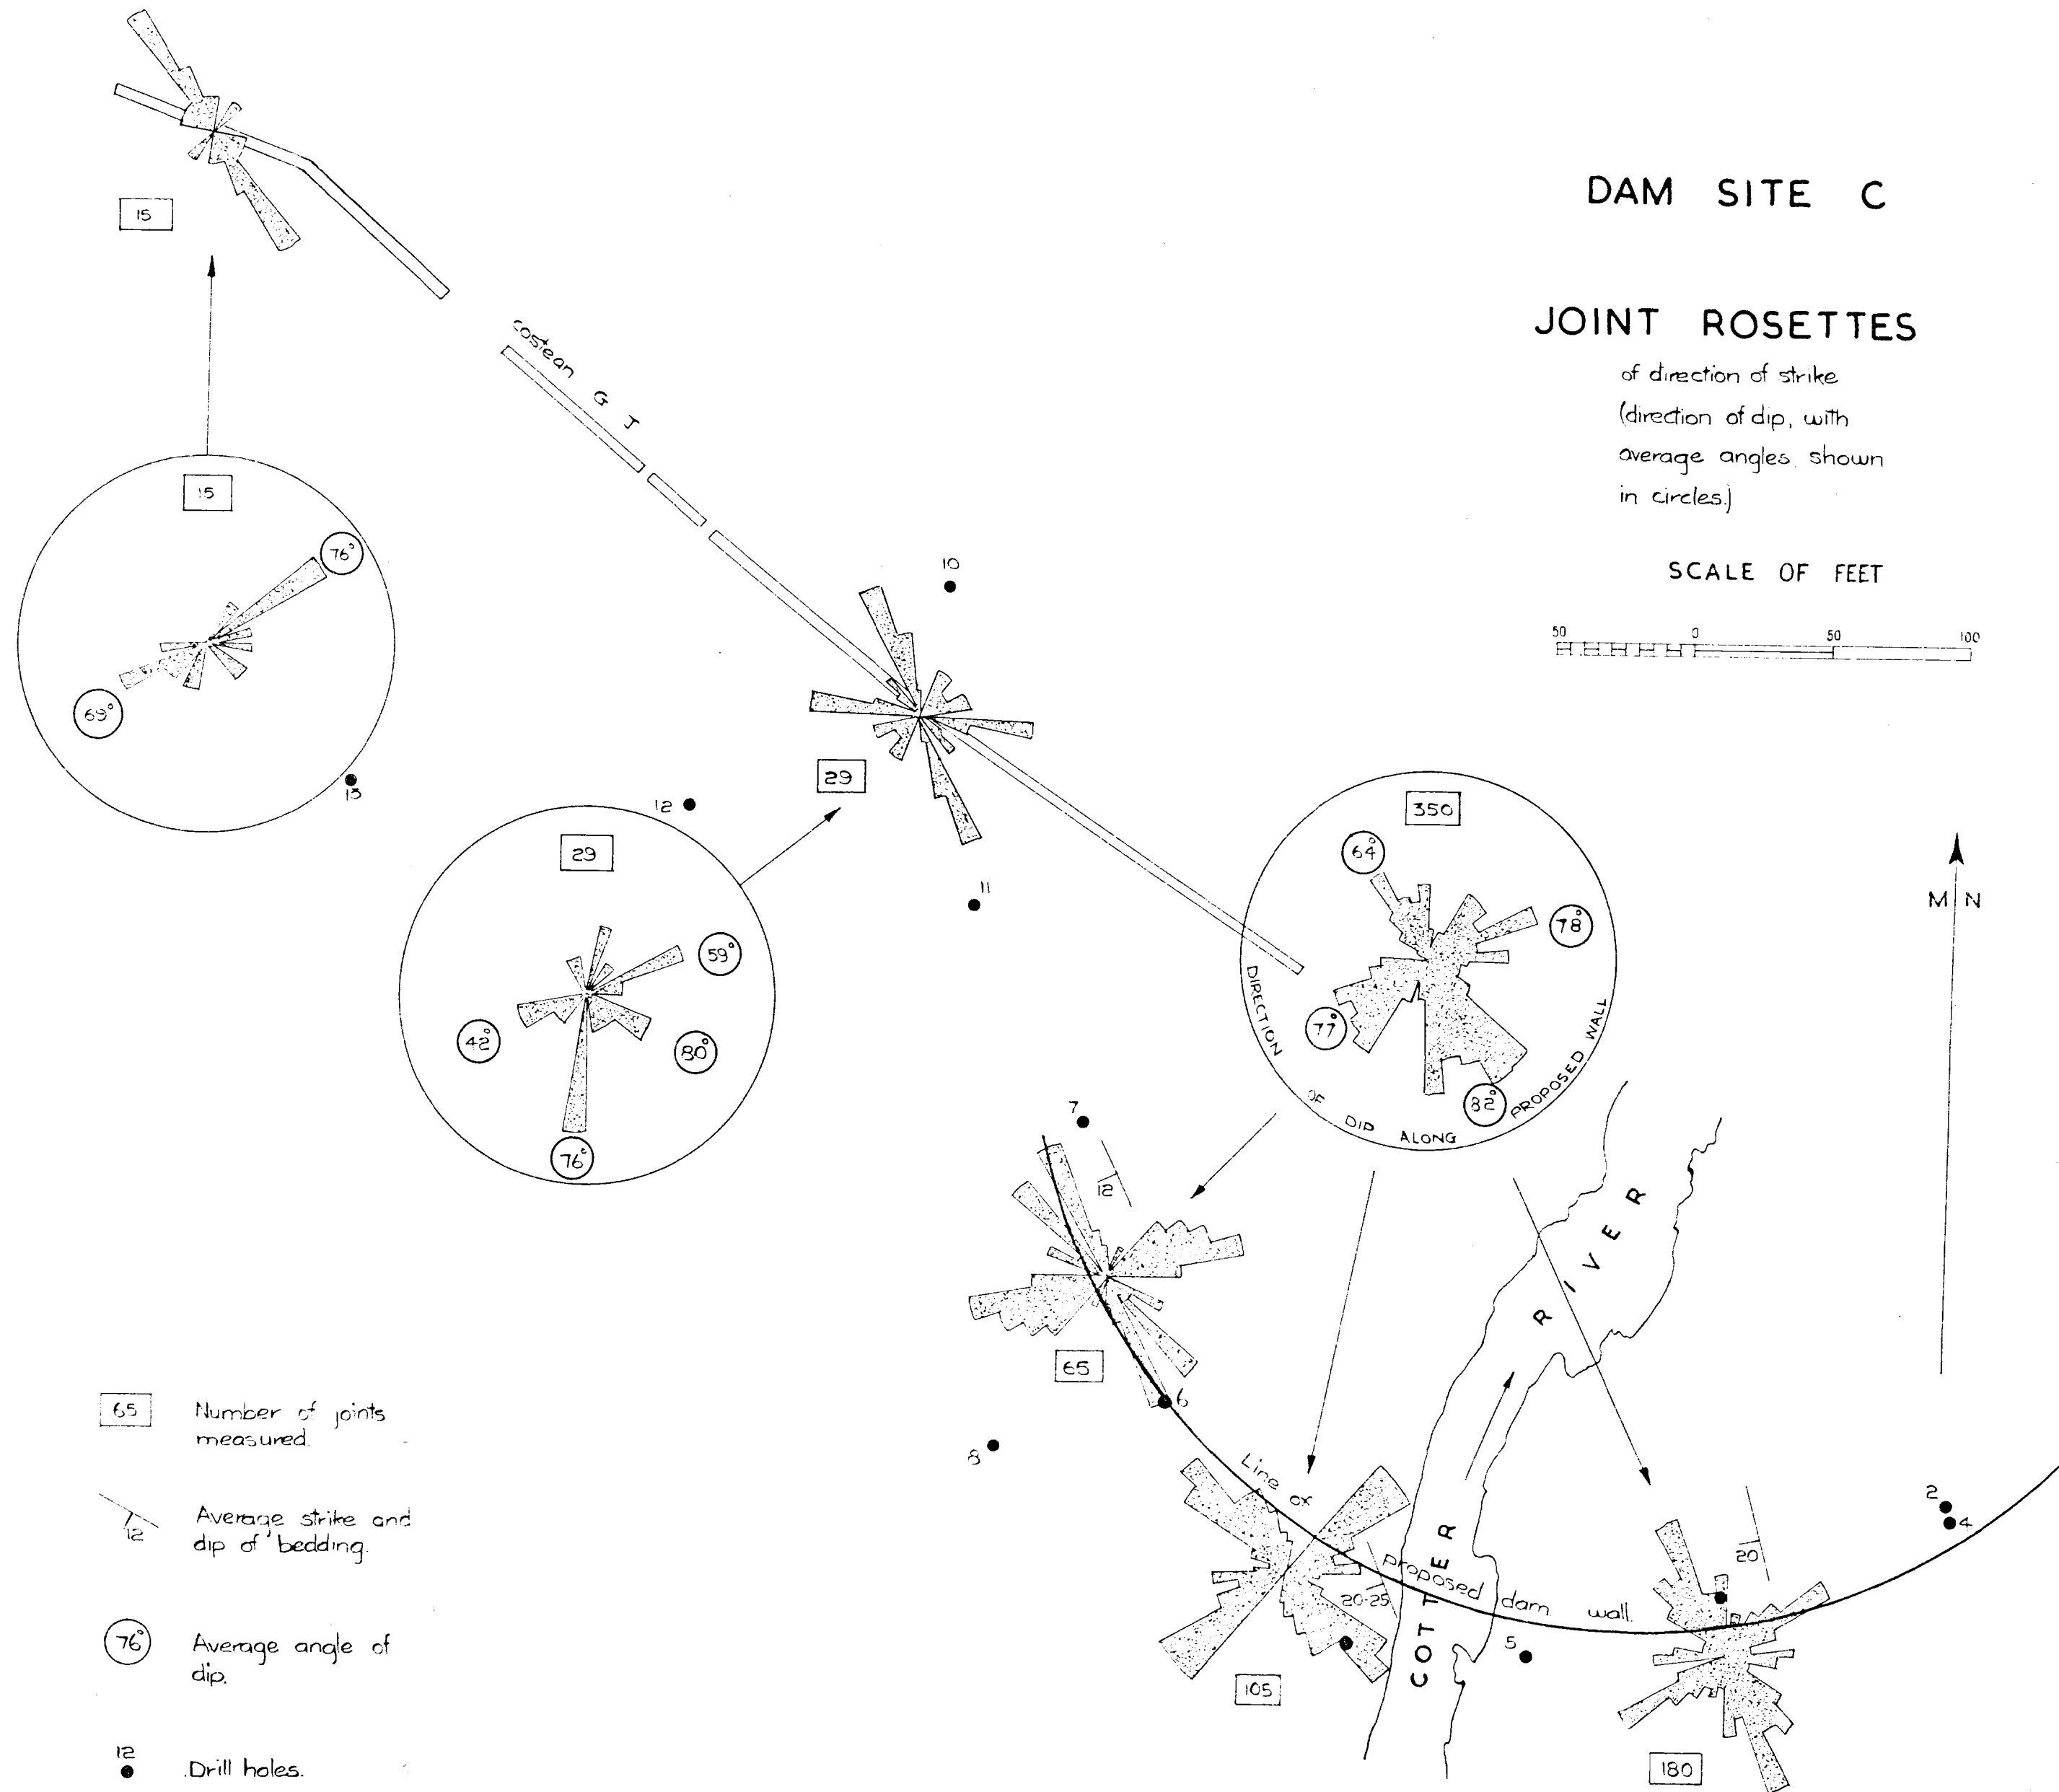 DAM SITE C
JOINT ROSETTES
of direction of strike
(direction of dip, with
average angles shown
in circles.)
SCALE OF FEET
50 0 50 100
15
Costean G J
15
76°
69°
13
10
29
12
11
29
59°
42°
80°
76°
350
64°
78°
77°
82°
DIRECTION OF DIP ALONG PROPOSED WALL
M N
7
12
65
6
8
Line of proposed dam wall.
COTTER RIVER
20-25
105
5
20
2
4
180
65 Number of joints
measured.
12 Average strike and
dip of bedding.
76° Average angle of
dip.
12
Drill holes.